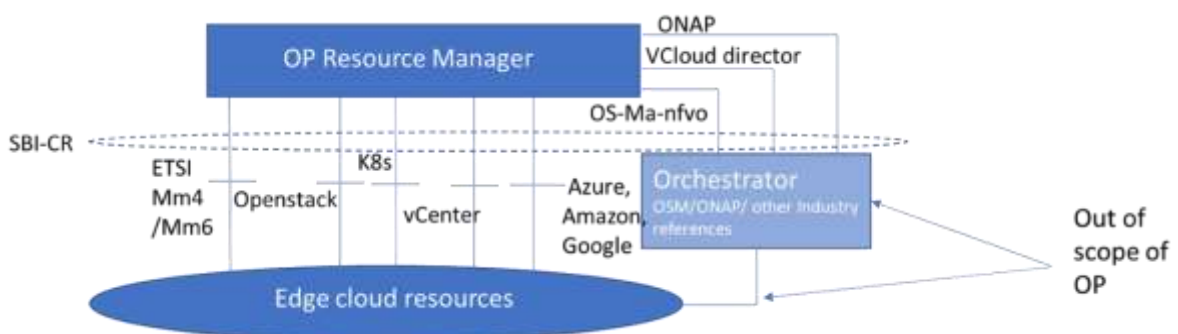 ONAP
OP Resource Manager
VCloud director
OS-Ma-nfvo
SBI-CR
K8s
ETSI
Mm4
/Mm6
Openstack
vCenter
Azure,
Amazon,
Google
Orchestrator
OSM/ONAP/ other Industry
references
Out of
scope of
OP
Edge cloud resources